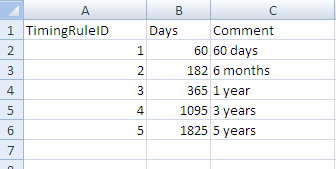 A B C
1 TimingRuleID Days Comment
2 1 60 60 days
3 2 182 6 months
4 3 365 1 year
5 4 1095 3 years
6 5 1825 5 years
7